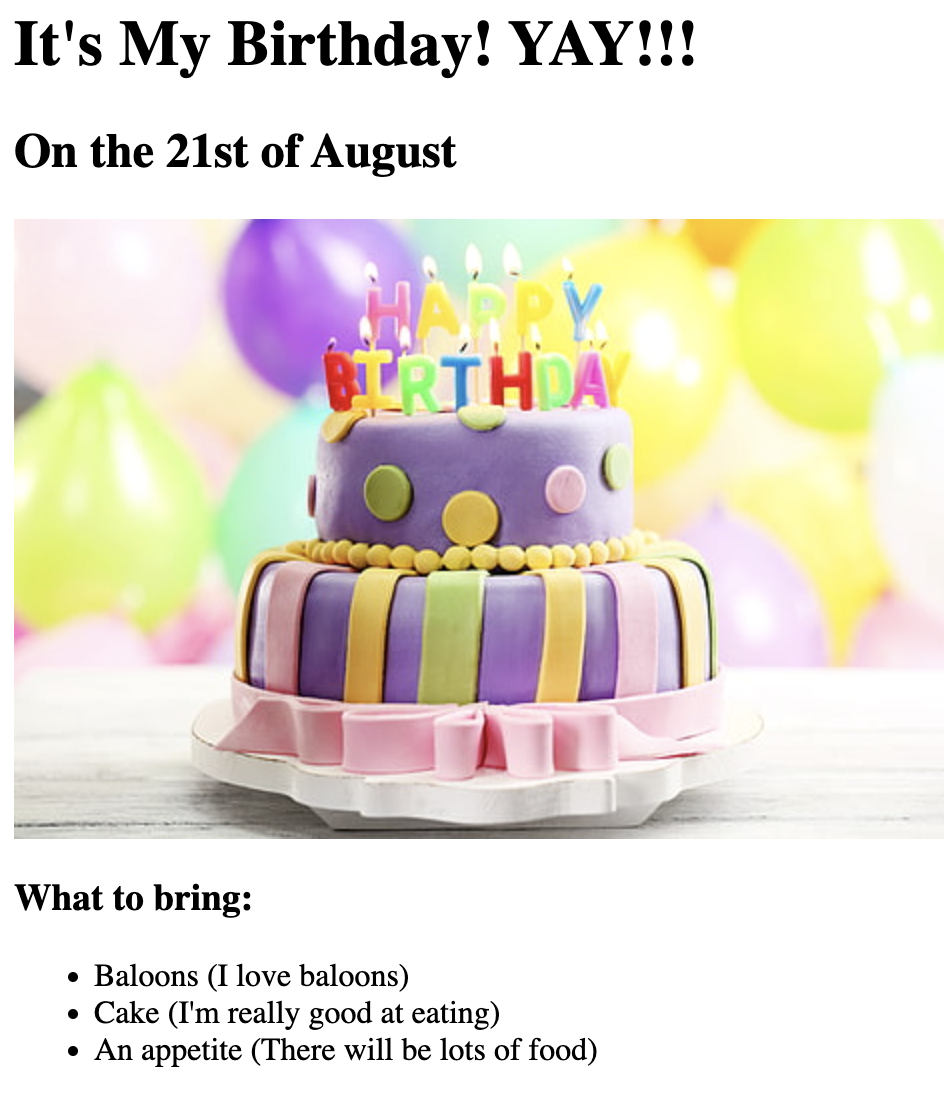 It's My Birthday! YAY!!!
On the 21st of August
HAPPY
BIRTHDAY
What to bring:
Baloons (I love baloons)
Cake (I'm really good at eating)
An appetite (There will be lots of food)